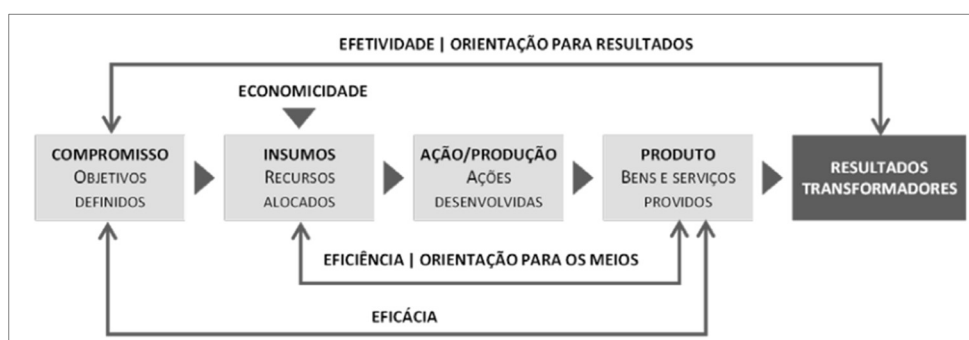 EFETIVIDADE | ORIENTAÇÃO PARA RESULTADOS
ECONOMICIDADE
COMPROMISSO
OBJETIVOS
DEFINIDOS
INSUMOS
RECURSOS
ALOCADOS
AÇÃO/PRODUÇÃO
AÇÕES
DESENVOLVIDAS
PRODUTO
BENS E SERVIÇOS
PROVIDOS
RESULTADOS
TRANSFORMADORES
EFICIÊNCIA | ORIENTAÇÃO PARA OS MEIOS
EFICÁCIA